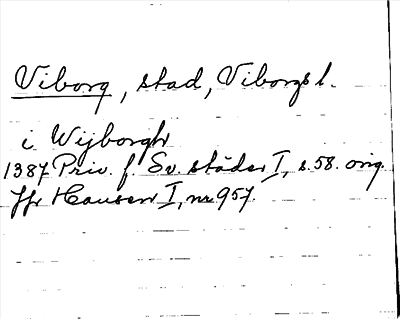 Viborg, stad, Viborgs l.
i Wijborgh
1387 Priv. f. Sv. städer I, s. 58. orig.
Jfr Hausen I, nr 957.